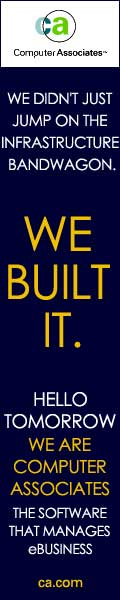 ca
Computer Associates™
WE DIDN'T JUST
JUMP ON THE
INFRASTRUCTURE
BANDWAGON.
WE
BUILT
IT.
HELLO
TOMORROW
WE ARE
COMPUTER
ASSOCIATES
THE SOFTWARE
THAT MANAGES
eBUSINESS
ca.com